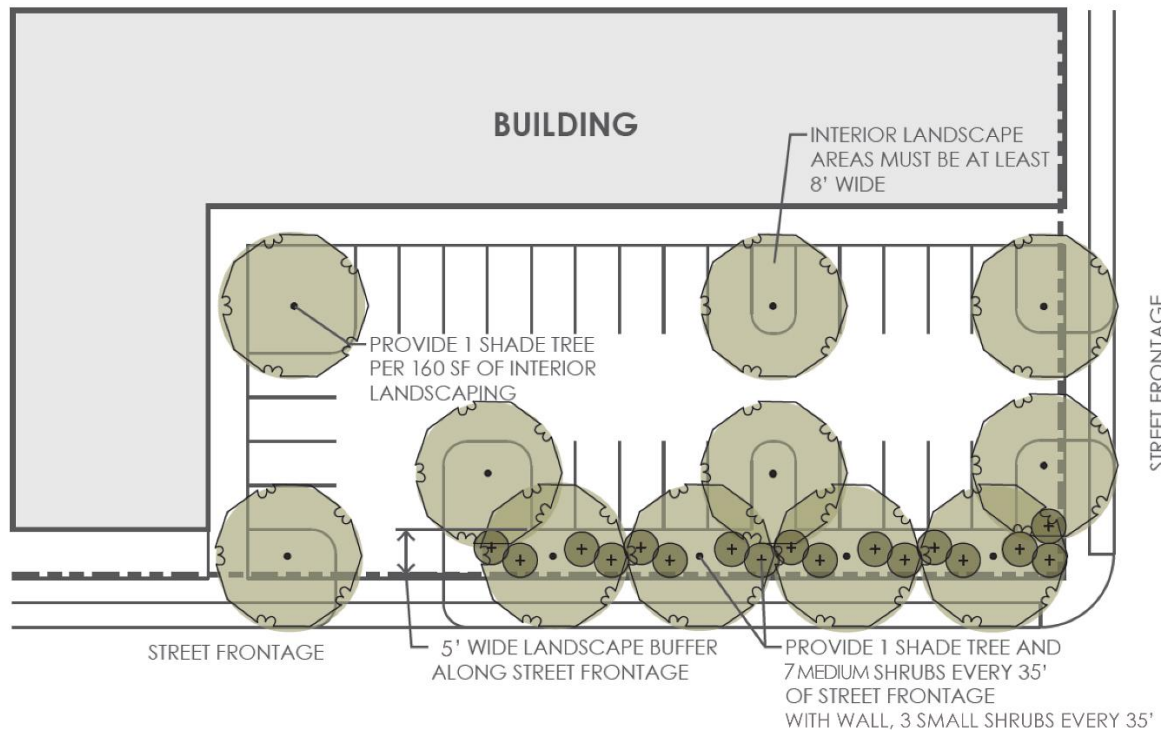 BUILDING
INTERIOR LANDSCAPE
AREAS MUST BE AT LEAST
8’ WIDE
STREET FRONTAGE
PROVIDE 1 SHADE TREE
PER 160 SF OF INTERIOR
LANDSCAPING
STREET FRONTAGE
5’ WIDE LANDSCAPE BUFFER
ALONG STREET FRONTAGE
PROVIDE 1 SHADE TREE AND
7 MEDIUM SHRUBS EVERY 35’
OF STREET FRONTAGE
WITH WALL, 3 SMALL SHRUBS EVERY 35’